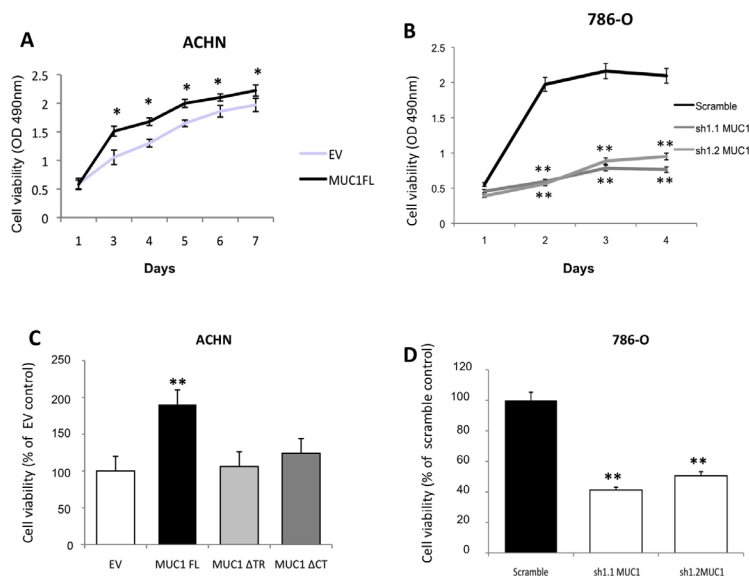 A
ACHN
Cell viability (OD 490nm)
2.5
2
1.5
1
0.5
0
* * * * *
1 3 4 5 6 7
Days
EV
MUC1FL
B
786-O
Cell viability (OD 490nm)
2.5
2
1.5
1
0.5
0
** ** **
** ** **
1 2 3 4
Days
Scramble
sh1.1 MUC1
sh1.2 MUC1
C
ACHN
Cell viability (% of EV control)
250
200
150
100
50
0
**
EV MUC1 FL MUC1 ΔTR MUC1 ΔCT
D
786-O
Cell viability (% of scramble control)
120
100
80
60
40
20
0
** **
Scramble sh1.1 MUC1 sh1.2MUC1